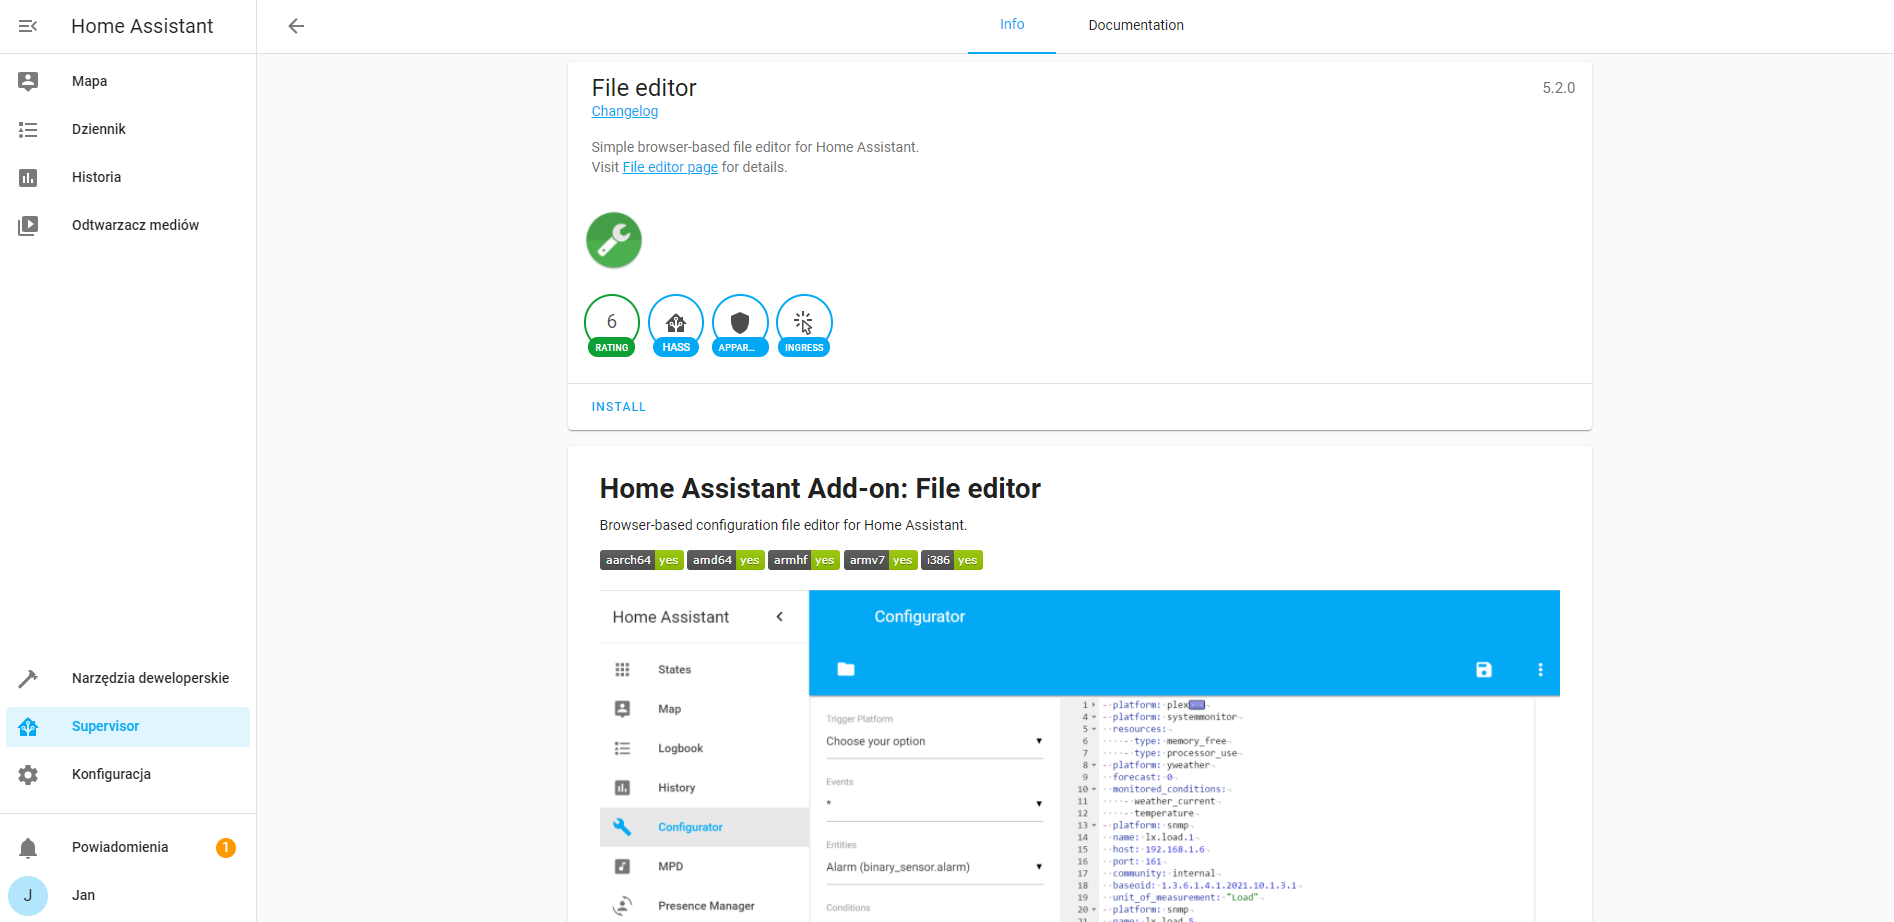 Home Assistant
Mapa
Dziennik
Historia
Odtwarzacz mediów
Narzędzia deweloperskie
Supervisor
Konfiguracja
Powiadomienia
1
J
Jan
Info
Documentation
File editor
5.2.0
Changelog
Simple browser-based file editor for Home Assistant.
Visit File editor page for details.
6
RATING
HASS
APPAR...
INGRESS
INSTALL
Home Assistant Add-on: File editor
Browser-based configuration file editor for Home Assistant.
aarch64 yes amd64 yes armhf yes armv7 yes i386 yes
Home Assistant
States
Map
Logbook
History
Configurator
MPD
Presence Manager
Configurator
Trigger Platform
Choose your option
Events
*
Entities
Alarm (binary_sensor.alarm)
Conditions
1 - platform: plex
4 - platform: systemmonitor
5 resources:
6 - type: memory_free
7 - type: processor_use
8 - platform: yweather
9 forecast: 0
10 monitored_conditions:
11 - weather_current
12 - temperature
13 - platform: snmp
14 name: lx.load.1
15 host: 192.168.1.6
16 port: 161
17 community: internal
18 baseoid: 1.3.6.1.4.1.2021.10.1.3.1
19 unit_of_measurement: "Load"
20 - platform: snmp
21 name: lx.load.5